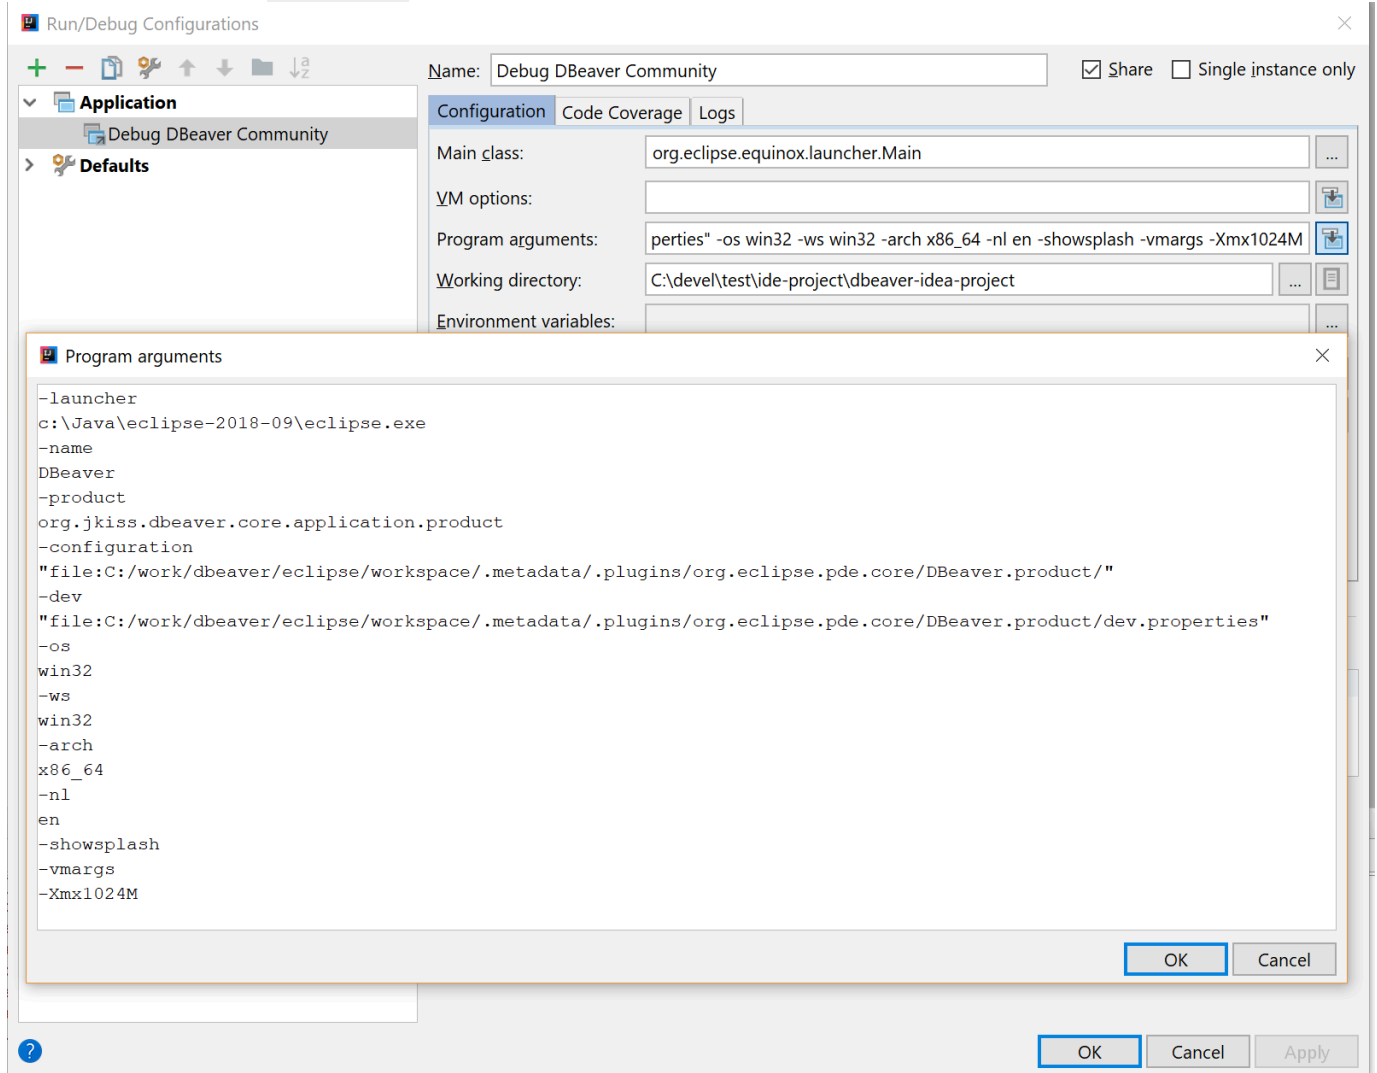 Run/Debug Configurations
Name: Debug DBeaver Community Share Single instance only
Application
Debug DBeaver Community
Defaults
Configuration Code Coverage Logs
Main class: org.eclipse.equinox.launcher.Main ...
VM options:
Program arguments: perties" -os win32 -ws win32 -arch x86_64 -nl en -showsplash -vmargs -Xmx1024M
Working directory: C:\devel\test\ide-project\dbeaver-idea-project ...
Environment variables: ...
Program arguments
-launcher
c:\Java\eclipse-2018-09\eclipse.exe
-name
DBeaver
-product
org.jkiss.dbeaver.core.application.product
-configuration
"file:C:/work/dbeaver/eclipse/workspace/.metadata/.plugins/org.eclipse.pde.core/DBeaver.product/"
-dev
"file:C:/work/dbeaver/eclipse/workspace/.metadata/.plugins/org.eclipse.pde.core/DBeaver.product/dev.properties"
-os
win32
-ws
win32
-arch
x86_64
-nl
en
-showsplash
-vmargs
-Xmx1024M
OK Cancel
? OK Cancel Apply